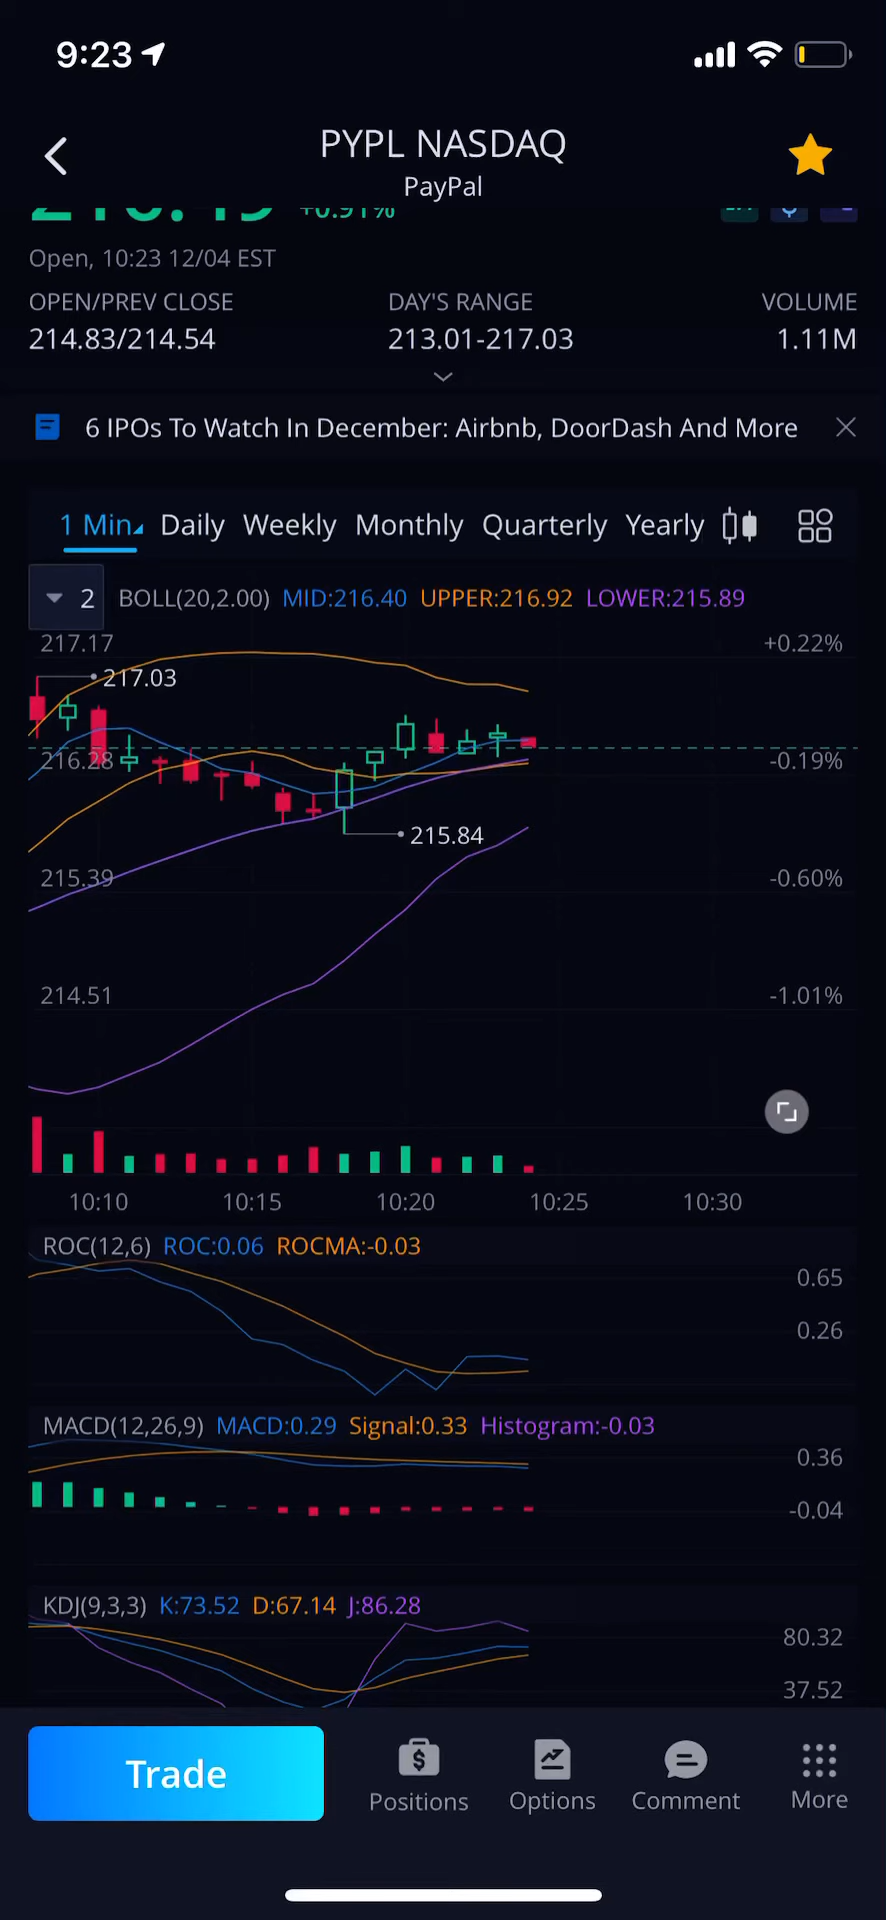 9:23
PYPL NASDAQ
PayPal
+0.91%
Open, 10:23 12/04 EST
OPEN/PREV CLOSE DAY'S RANGE VOLUME
214.83/214.54 213.01-217.03 1.11M
6 IPOs To Watch In December: Airbnb, DoorDash And More
1 Min Daily Weekly Monthly Quarterly Yearly
2 BOLL(20,2.00) MID:216.40 UPPER:216.92 LOWER:215.89
217.17 +0.22%
217.03
216.28 -0.19%
215.84
215.39 -0.60%
214.51 -1.01%
10:10 10:15 10:20 10:25 10:30
ROC(12,6) ROC:0.06 ROCMA:-0.03
0.65
0.26
MACD(12,26,9) MACD:0.29 Signal:0.33 Histogram:-0.03
0.36
-0.04
KDJ(9,3,3) K:73.52 D:67.14 J:86.28
80.32
37.52
Trade Positions Options Comment More